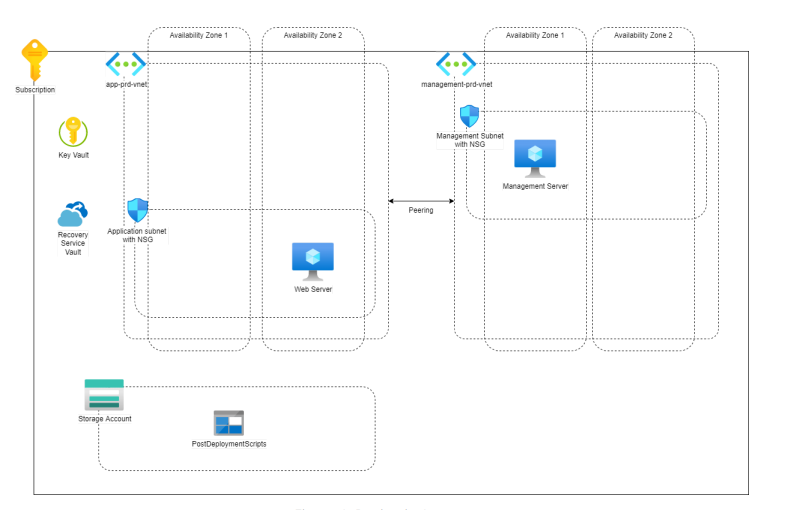 Availability Zone 1
Availability Zone 2
Availability Zone 1
Availability Zone 2
Subscription
app-prd-vnet
management-prd-vnet
Key Vault
Management Subnet
with NSG
Management Server
Recovery
Service
Vault
Application subnet
with NSG
Peering
Web Server
Storage Account
PostDeploymentScripts